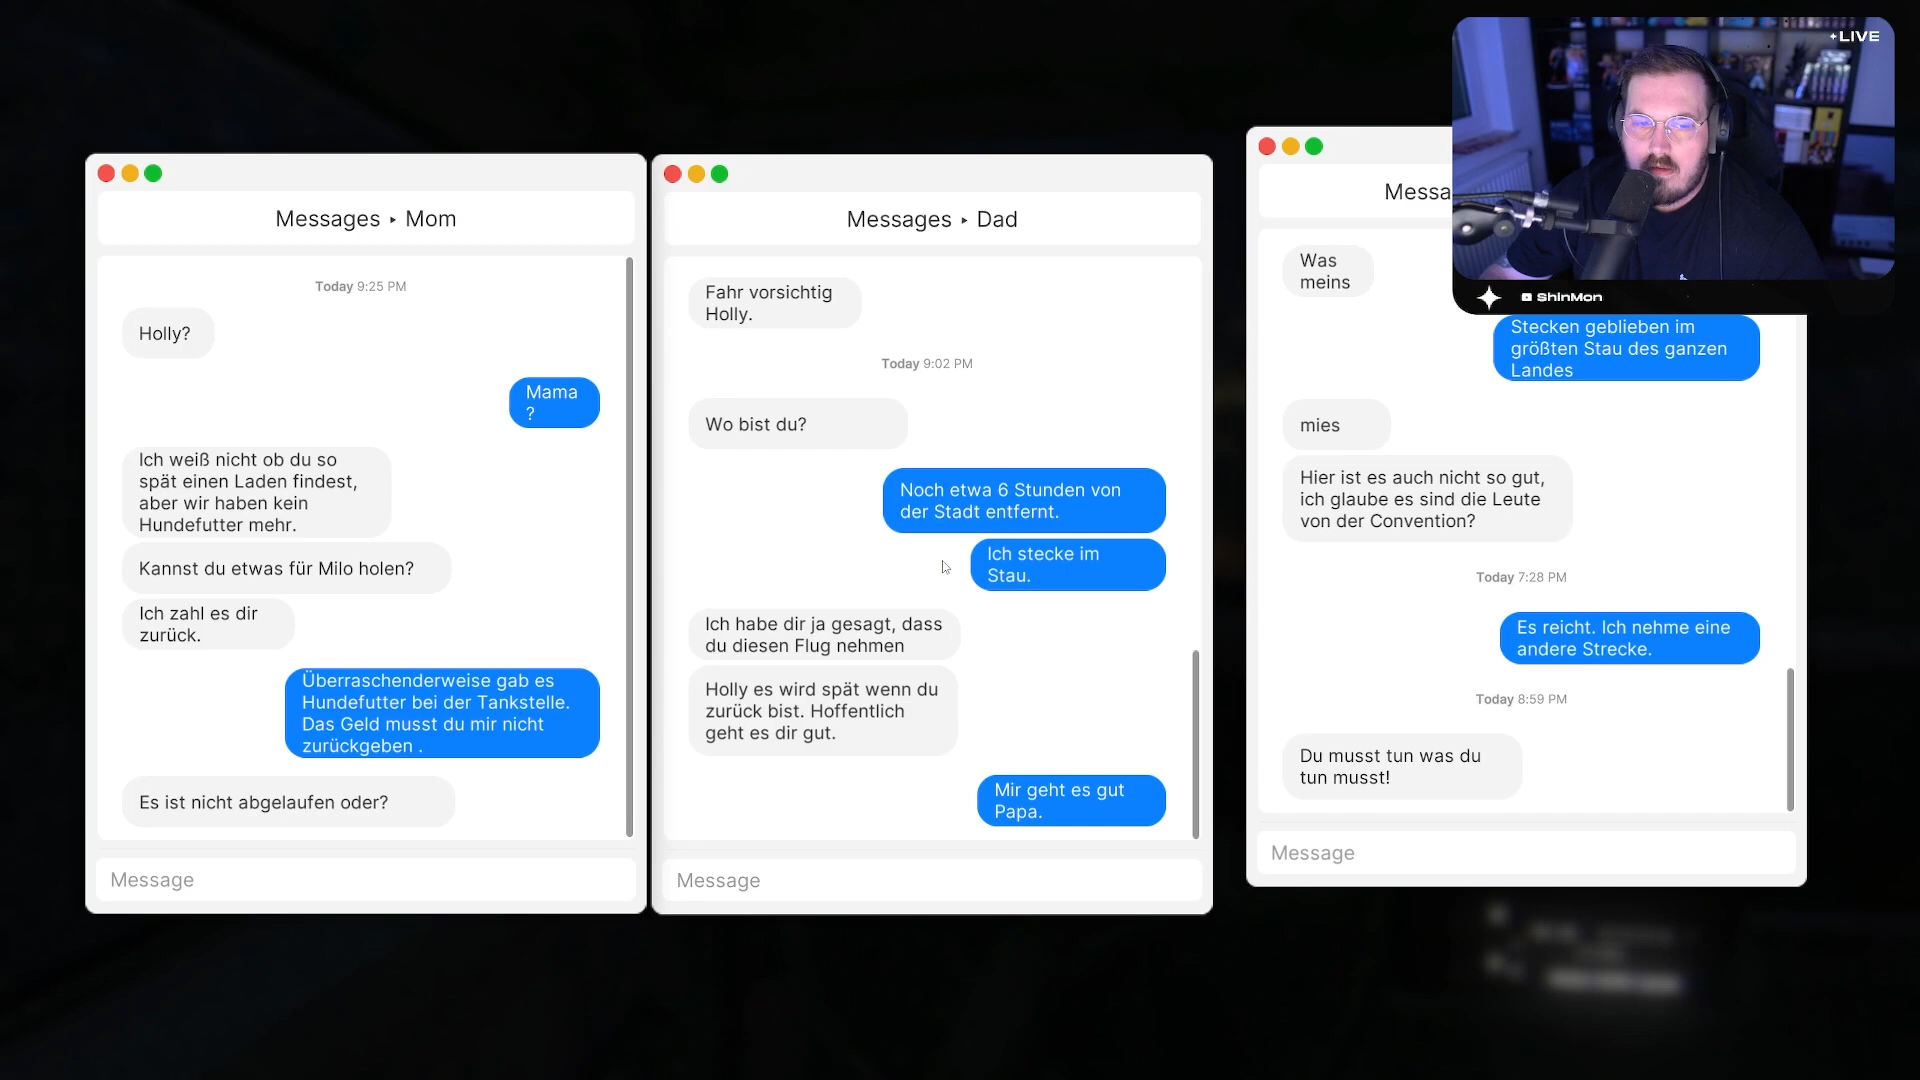 Messages ‣ Mom
Today 9:25 PM
Holly?
Mama
?
Ich weiß nicht ob du so
spät einen Laden findest,
aber wir haben kein
Hundefutter mehr.
Kannst du etwas für Milo holen?
Ich zahl es dir
zurück.
Überraschenderweise gab es
Hundefutter bei der Tankstelle.
Das Geld musst du mir nicht
zurückgeben .
Es ist nicht abgelaufen oder?
Message
Messages ‣ Dad
Fahr vorsichtig
Holly.
Today 9:02 PM
Wo bist du?
Noch etwa 6 Stunden von
der Stadt entfernt.
Ich stecke im
Stau.
Ich habe dir ja gesagt, dass
du diesen Flug nehmen
Holly es wird spät wenn du
zurück bist. Hoffentlich
geht es dir gut.
Mir geht es gut
Papa.
Message
Messa
Was
meins
Stecken geblieben im
größten Stau des ganzen
Landes
mies
Hier ist es auch nicht so gut,
ich glaube es sind die Leute
von der Convention?
Today 7:28 PM
Es reicht. Ich nehme eine
andere Strecke.
Today 8:59 PM
Du musst tun was du
tun musst!
Message
LIVE
ShinMon